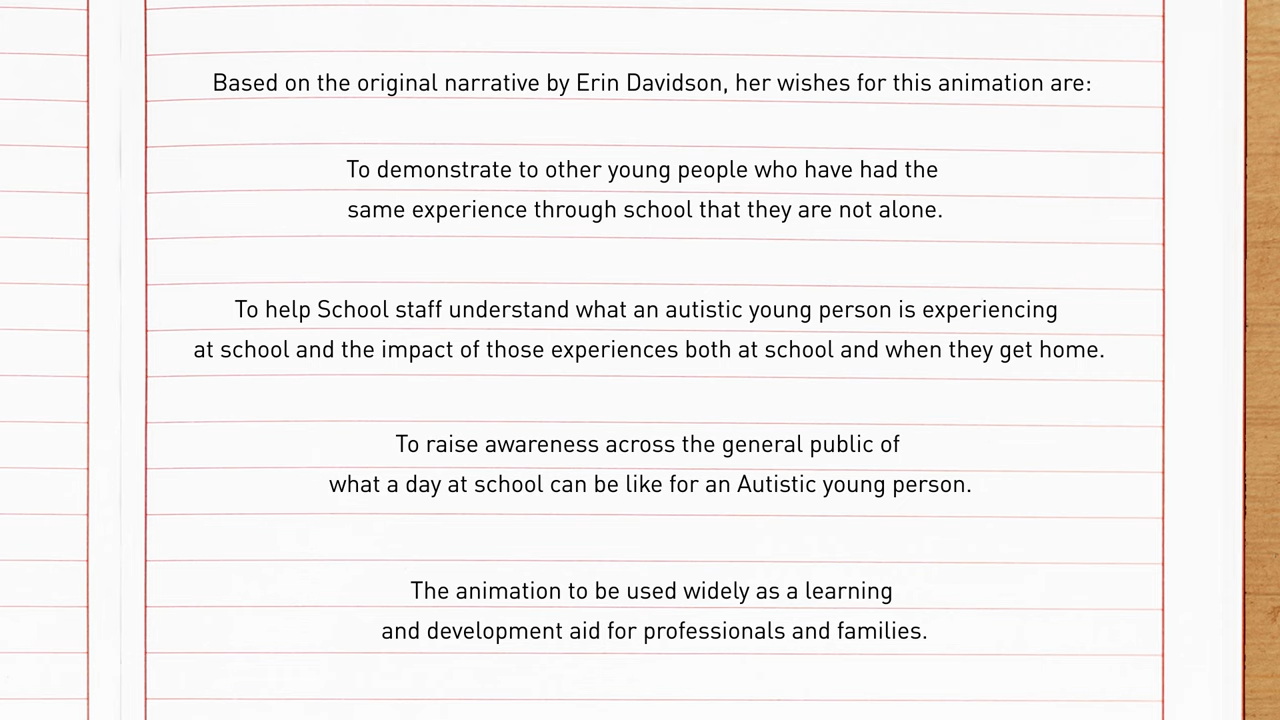 Based on the original narrative by Erin Davidson, her wishes for this animation are:
To demonstrate to other young people who have had the
same experience through school that they are not alone.
To help School staff understand what an autistic young person is experiencing
at school and the impact of those experiences both at school and when they get home.
To raise awareness across the general public of
what a day at school can be like for an Autistic young person.
The animation to be used widely as a learning
and development aid for professionals and families.